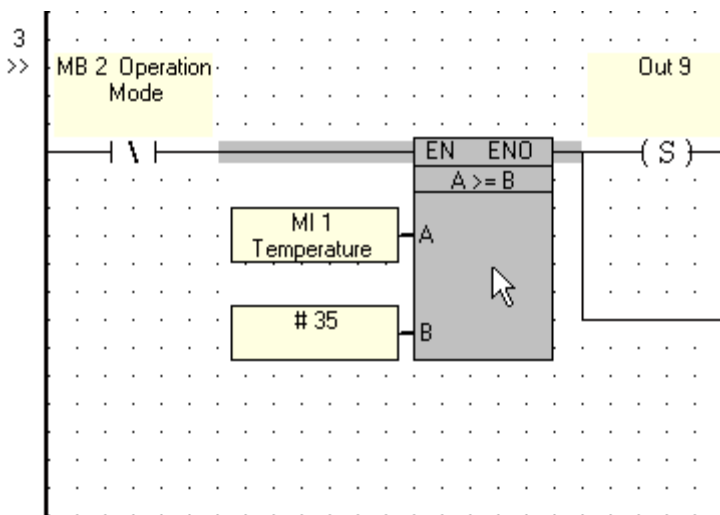 3
>>
MB 2 Operation
Mode
Out 9
EN ENO
( S )
A >= B
MI 1
Temperature
A
# 35
B